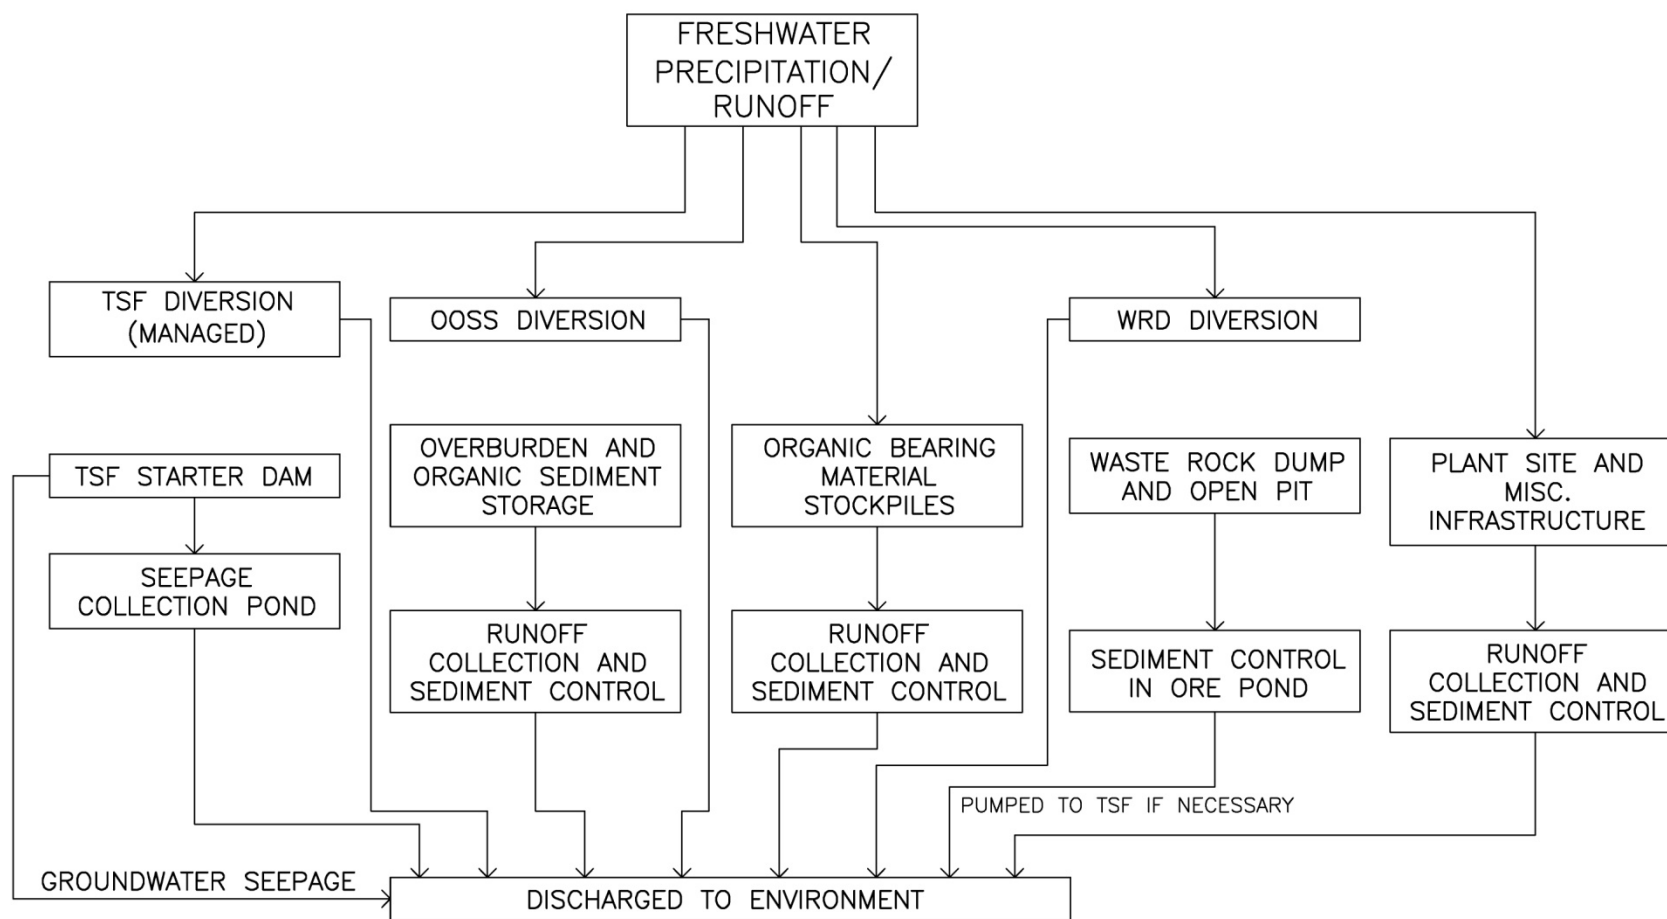 FRESHWATER
PRECIPITATION/
RUNOFF
TSF DIVERSION
(MANAGED)
OOSS DIVERSION
WRD DIVERSION
TSF STARTER DAM
OVERBURDEN AND
ORGANIC SEDIMENT
STORAGE
ORGANIC BEARING
MATERIAL
STOCKPILES
WASTE ROCK DUMP
AND OPEN PIT
PLANT SITE AND
MISC.
INFRASTRUCTURE
SEEPAGE
COLLECTION POND
RUNOFF
COLLECTION AND
SEDIMENT CONTROL
RUNOFF
COLLECTION AND
SEDIMENT CONTROL
SEDIMENT CONTROL
IN ORE POND
RUNOFF
COLLECTION AND
SEDIMENT CONTROL
PUMPED TO TSF IF NECESSARY
GROUNDWATER SEEPAGE
DISCHARGED TO ENVIRONMENT